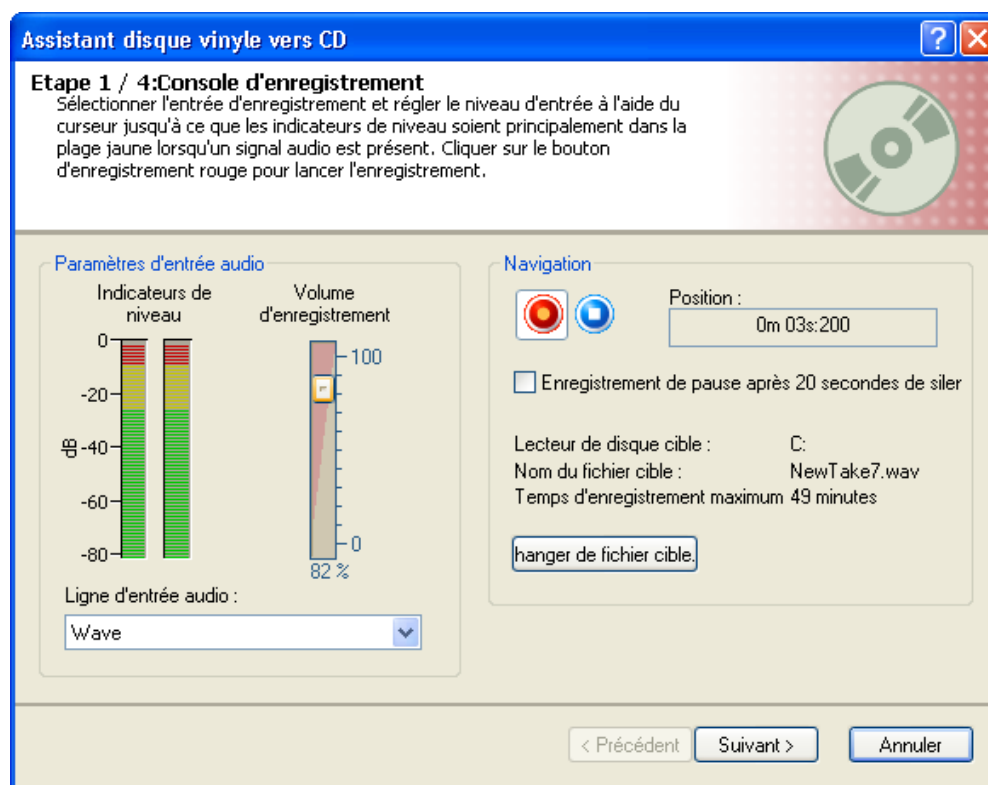 Assistant disque vinyle vers CD
Etape 1 / 4:Console d'enregistrement
Sélectionner l'entrée d'enregistrement et régler le niveau d'entrée à l'aide du
curseur jusqu'à ce que les indicateurs de niveau soient principalement dans la
plage jaune lorsqu'un signal audio est présent. Cliquer sur le bouton
d'enregistrement rouge pour lancer l'enregistrement.
Paramètres d'entrée audio
Indicateurs de
niveau
Volume
d'enregistrement
0
-20
-40
-60
-80
dB
100
0
82 %
Ligne d'entrée audio :
Wave
Navigation
Position :
0m 03s:200
Enregistrement de pause après 20 secondes de siler
Lecteur de disque cible : C:
Nom du fichier cible : NewTake7.wav
Temps d'enregistrement maximum 49 minutes
hanger de fichier cible.
< Précédent
Suivant >
Annuler